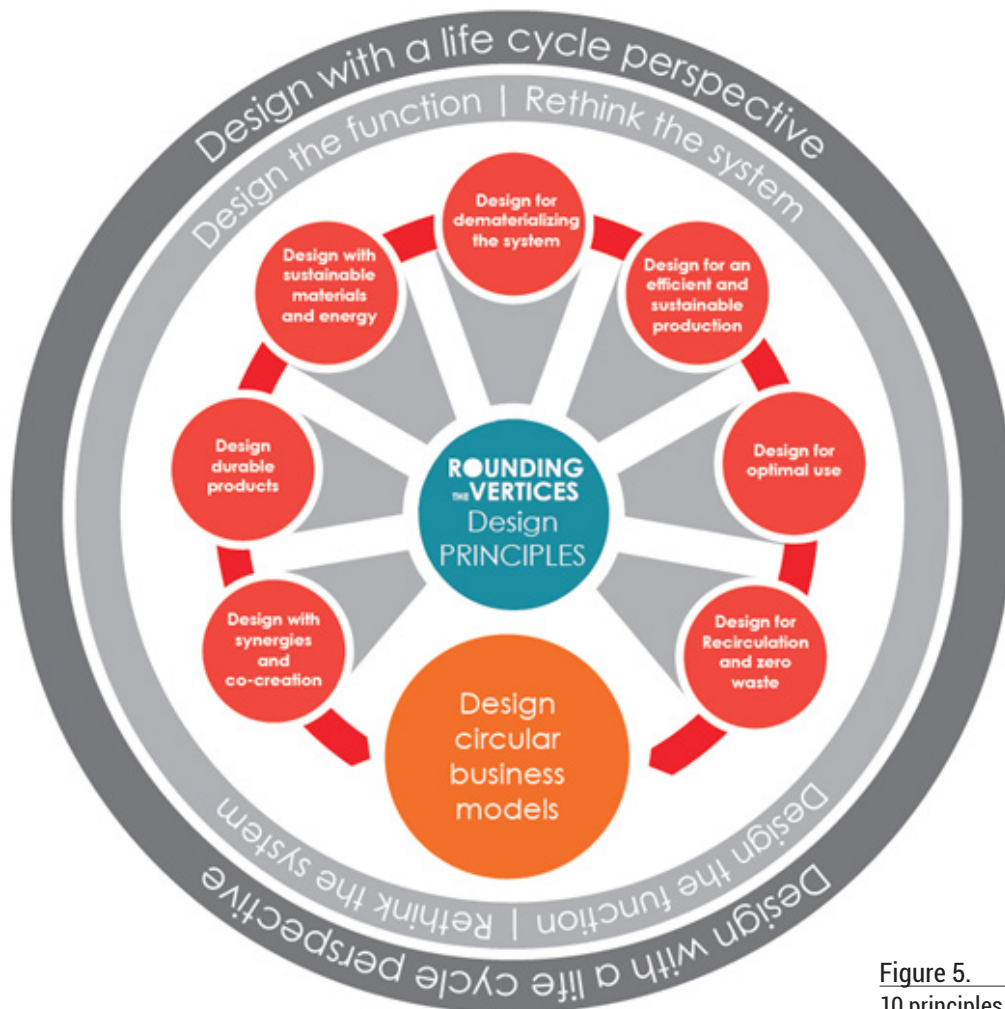 Design with a life cycle perspective
Design the function | Rethink the system
Design for
dematerializing
the system
Design with
sustainable
materials
and energy
Design for an
efficient and
sustainable
production
Design
durable
products
Design for
optimal use
ROUNDING
THE VERTICES
Design
PRINCIPLES
Design with
synergies
and
co-creation
Design for
Recirculation
and zero
waste
Design
circular
business
models
Design the function | Rethink the system
Design with a life cycle perspective
Figure 5.
10 principles